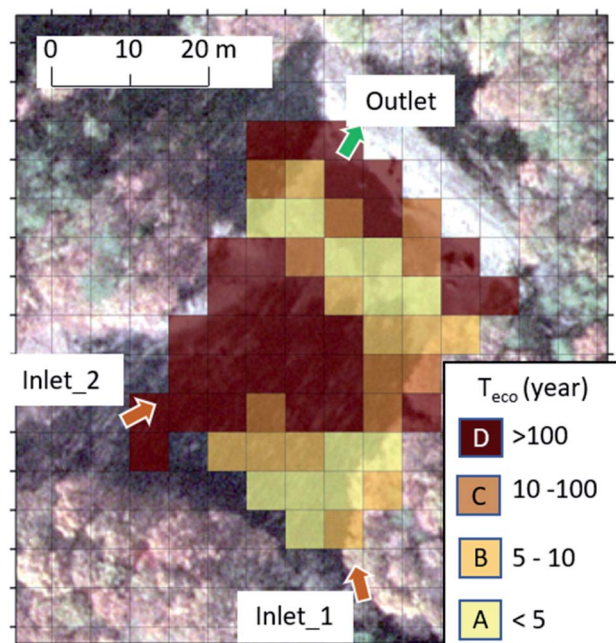 0 10 20 m
Outlet
Inlet_2
T_eco (year)
D >100
C 10 -100
B 5 - 10
A < 5
Inlet_1